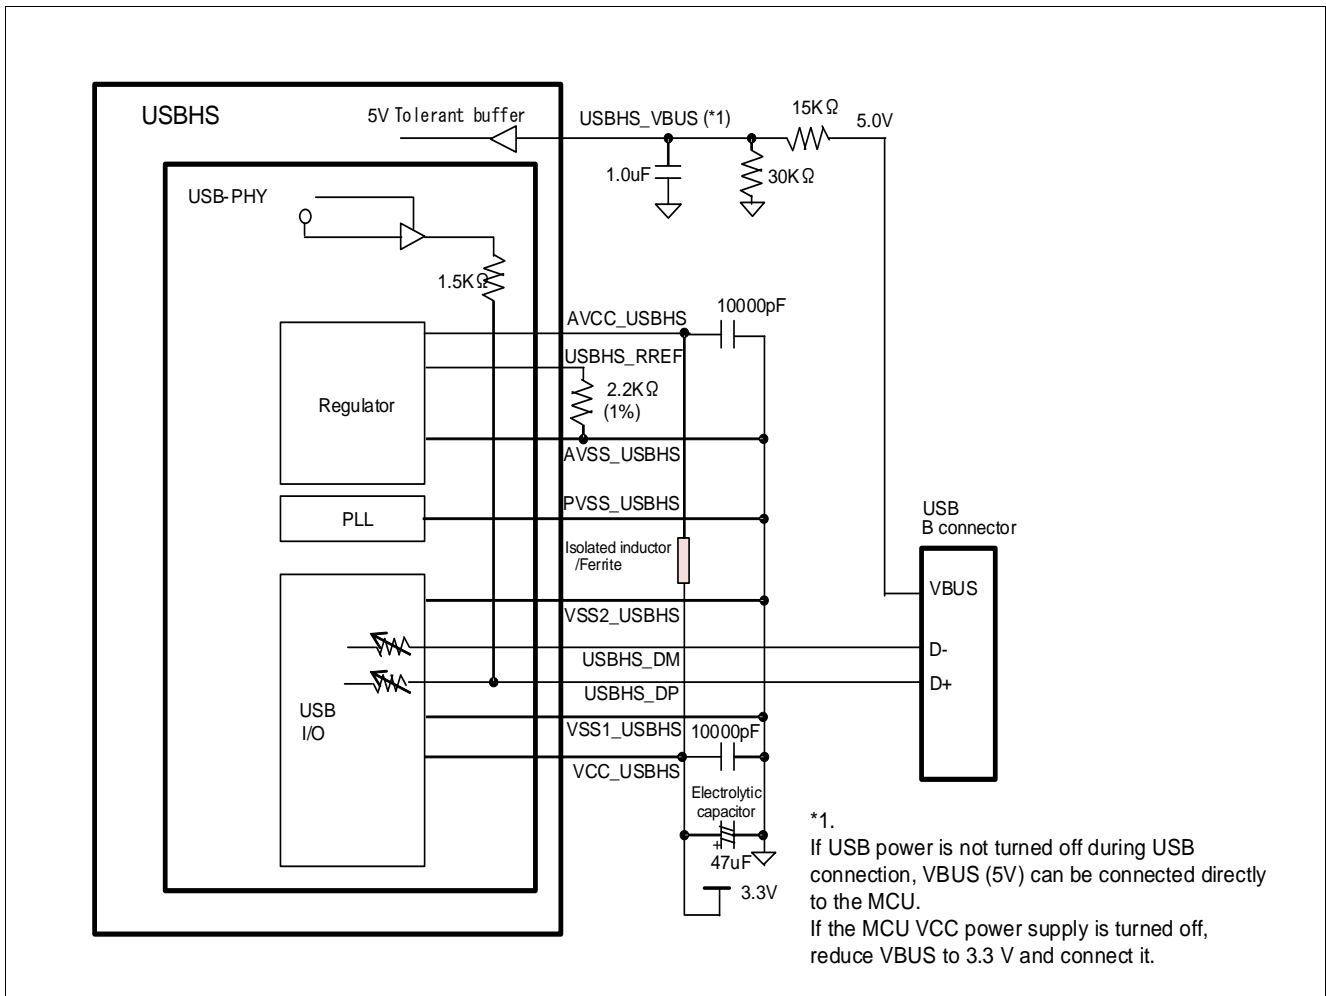 USBHS
5V Tolerant buffer
USBHS_VBUS (*1)
15KΩ
5.0V
1.0uF
30KΩ
USB-PHY
1.5KΩ
10000pF
AVCC_USBHS
USBHS_RREF
2.2KΩ
(1%)
Regulator
AVSS_USBHS
PVSS_USBHS
PLL
Isolated inductor
/Ferrite
USB
B connector
VBUS
VSS2_USBHS
D-
USBHS_DM
D+
USBHS_DP
USB
I/O
VSS1_USBHS
10000pF
VCC_USBHS
Electrolytic
capacitor
+
47uF
3.3V
*1.
If USB power is not turned off during USB
connection, VBUS (5V) can be connected directly
to the MCU.
If the MCU VCC power supply is turned off,
reduce VBUS to 3.3 V and connect it.